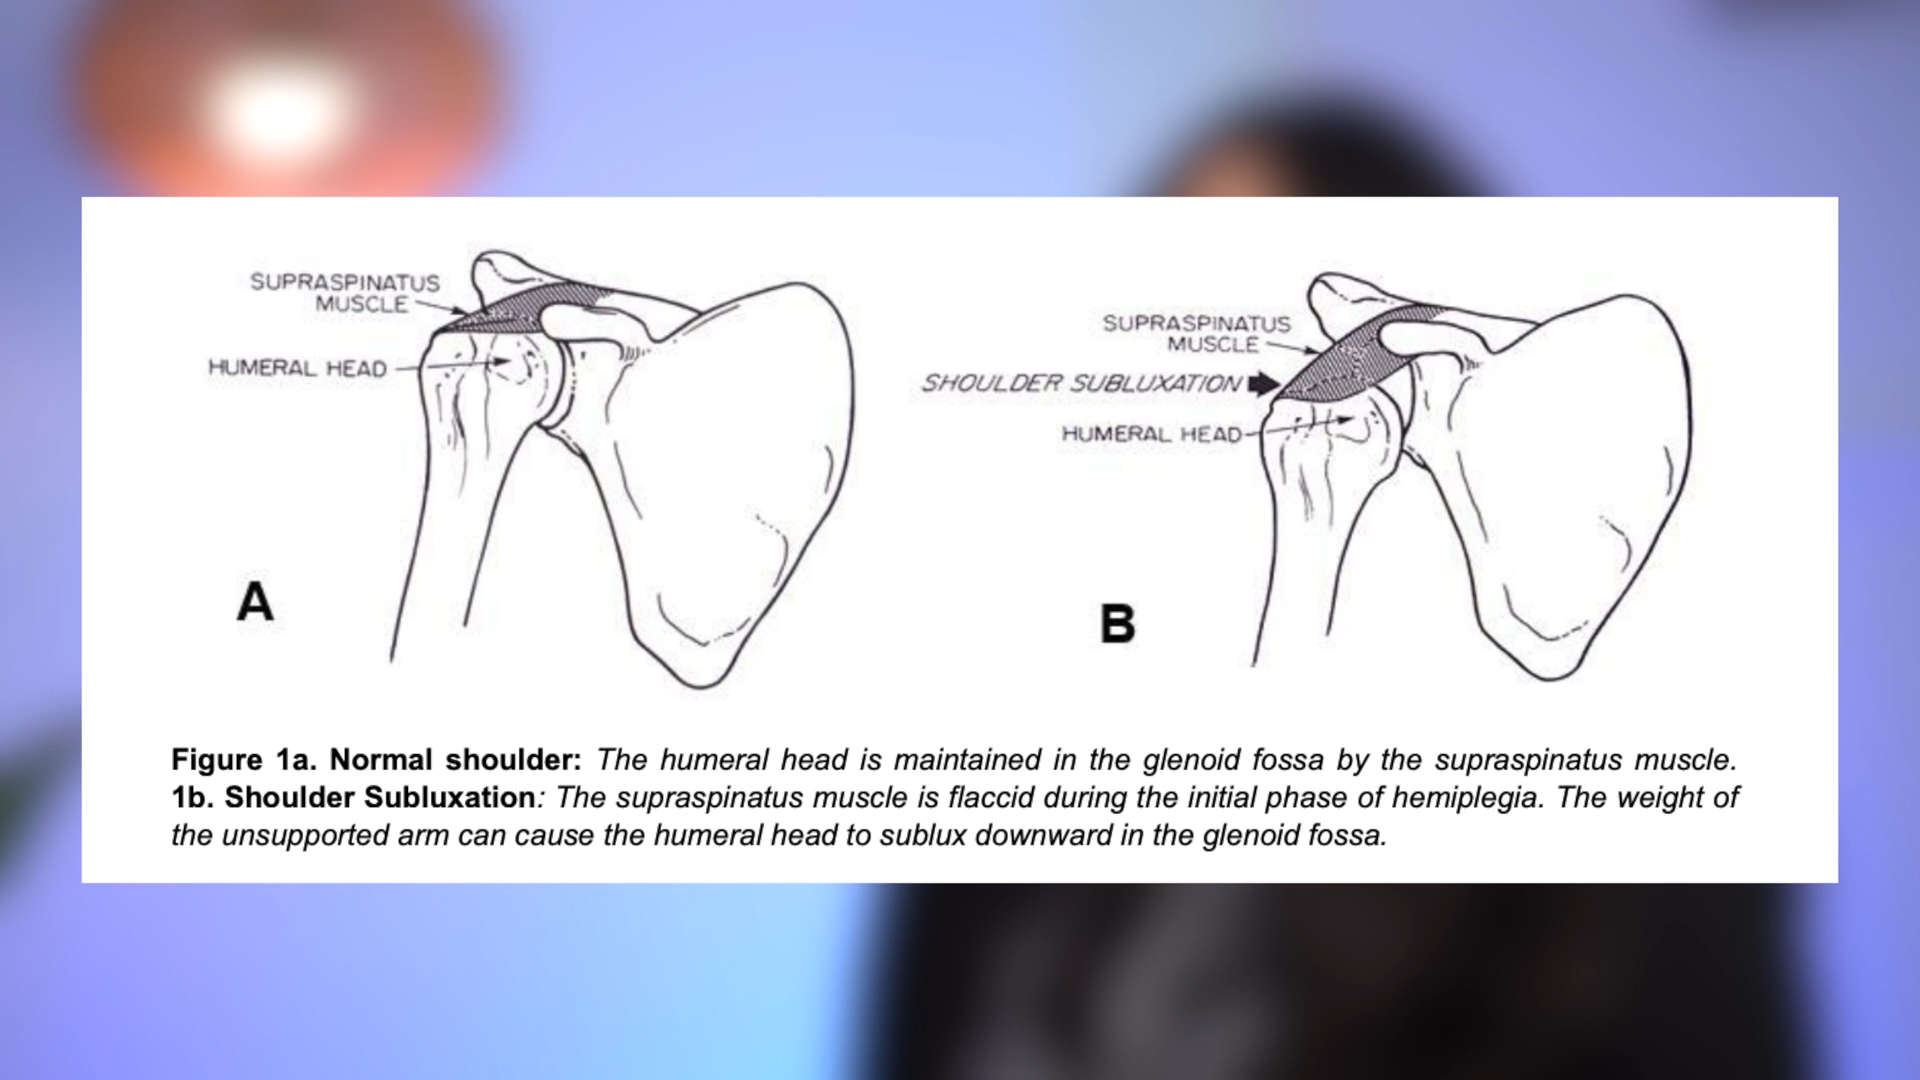 SUPRASPINATUS
MUSCLE
HUMERAL HEAD
A
SUPRASPINATUS
MUSCLE
SHOULDER SUBLUXATION
HUMERAL HEAD
B
Figure 1a. Normal shoulder: The humeral head is maintained in the glenoid fossa by the supraspinatus muscle.
1b. Shoulder Subluxation: The supraspinatus muscle is flaccid during the initial phase of hemiplegia. The weight of
the unsupported arm can cause the humeral head to sublux downward in the glenoid fossa.